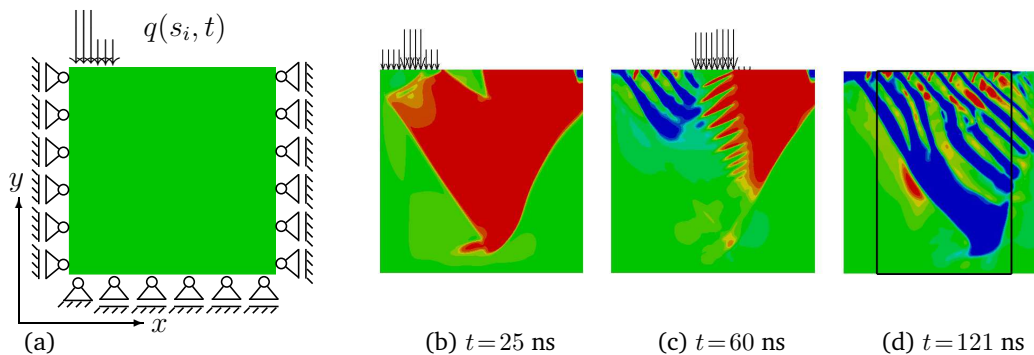 q(s_i, t)
y
x
(a)
(b) t=25 ns
(c) t=60 ns
(d) t=121 ns